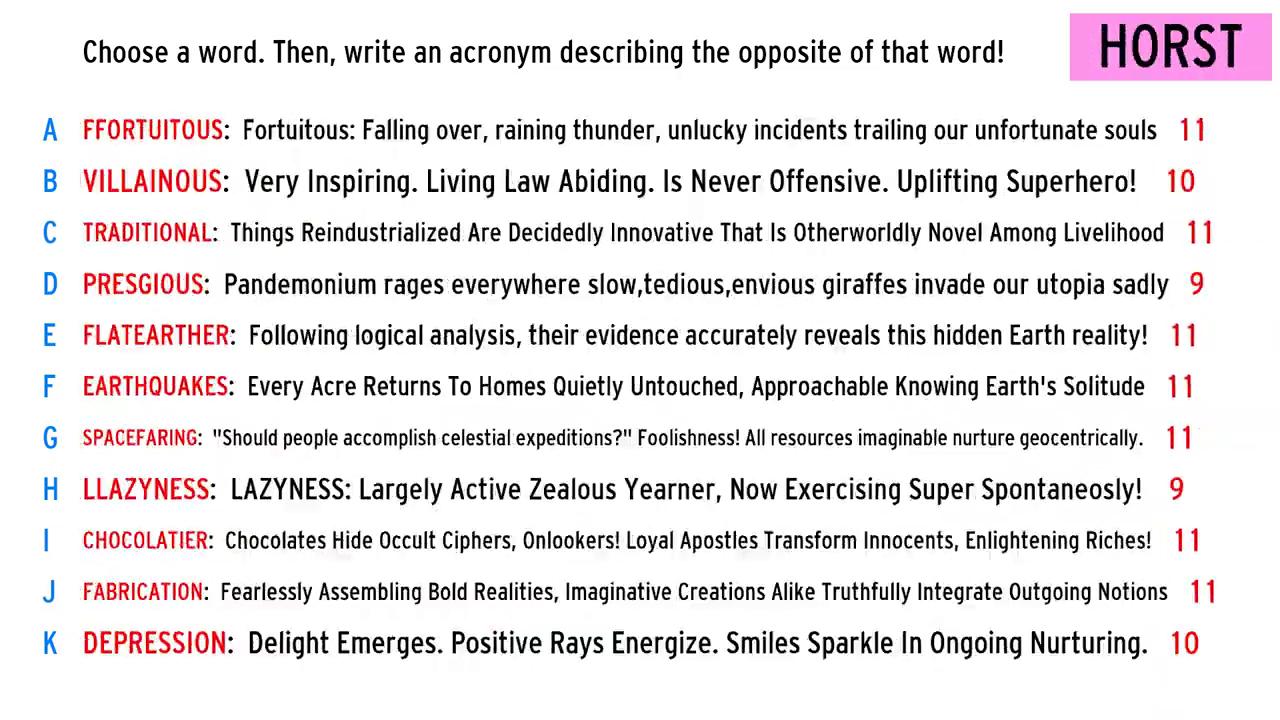 Choose a word. Then, write an acronym describing the opposite of that word!
HORST
A FFORTUITOUS: Fortuitous: Falling over, raining thunder, unlucky incidents trailing our unfortunate souls 11
B VILLAINOUS: Very Inspiring. Living Law Abiding. Is Never Offensive. Uplifting Superhero! 10
C TRADITIONAL: Things Reindustrialized Are Decidedly Innovative That Is Otherworldly Novel Among Livelihood 11
D PRESGIOUS: Pandemonium rages everywhere slow,tedious,envious giraffes invade our utopia sadly 9
E FLATEARTHER: Following logical analysis, their evidence accurately reveals this hidden Earth reality! 11
F EARTHQUAKES: Every Acre Returns To Homes Quietly Untouched, Approachable Knowing Earth's Solitude 11
G SPACEFARING: "Should people accomplish celestial expeditions?" Foolishness! All resources imaginable nurture geocentrically. 11
H LLAZYNESS: LAZYNESS: Largely Active Zealous Yearner, Now Exercising Super Spontaneosly! 9
I CHOCOLATIER: Chocolates Hide Occult Ciphers, Onlookers! Loyal Apostles Transform Innocents, Enlightening Riches! 11
J FABRICATION: Fearlessly Assembling Bold Realities, Imaginative Creations Alike Truthfully Integrate Outgoing Notions 11
K DEPRESSION: Delight Emerges. Positive Rays Energize. Smiles Sparkle In Ongoing Nurturing. 10